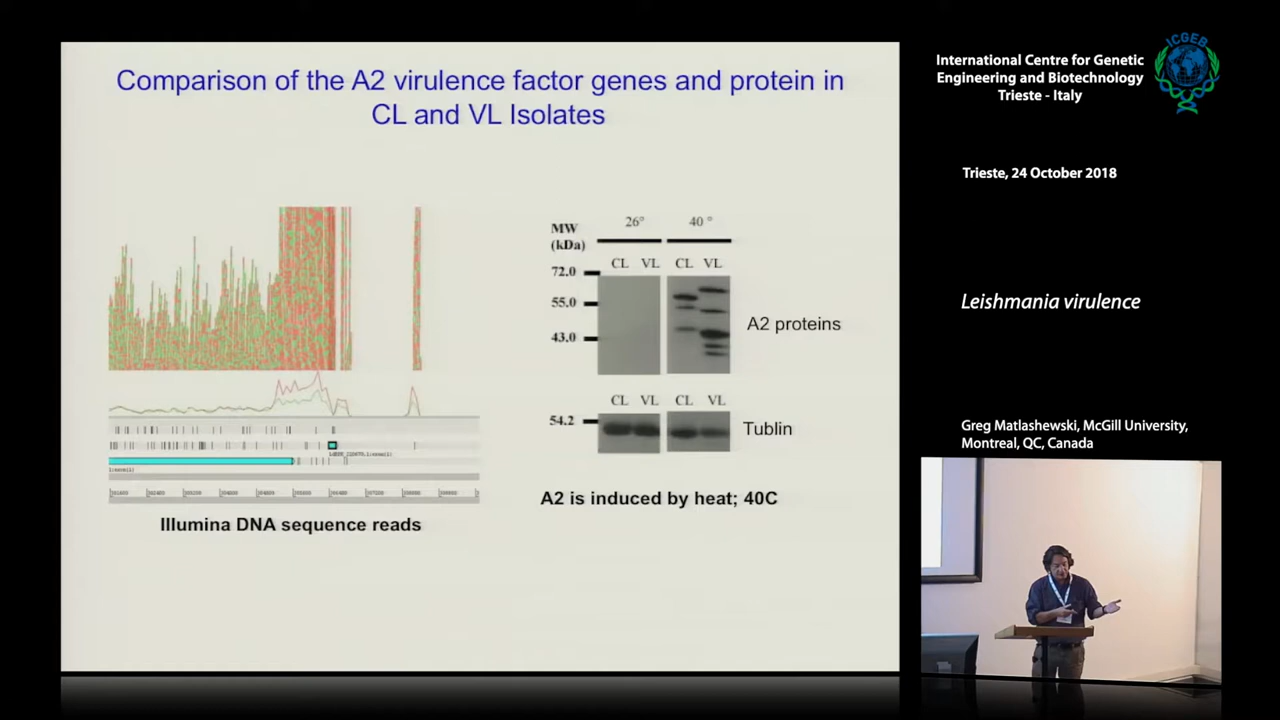 Comparison of the A2 virulence factor genes and protein in
CL and VL Isolates
MW
(kDa)
26°
40 °
CL VL CL VL
72.0
55.0
43.0
A2 proteins
CL VL CL VL
54.2
Tublin
A2 is induced by heat; 40C
Illumina DNA sequence reads
International Centre for Genetic
Engineering and Biotechnology
Trieste - Italy
ICGEB
Trieste, 24 October 2018
Leishmania virulence
Greg Matlashewski, McGill University,
Montreal, QC, Canada